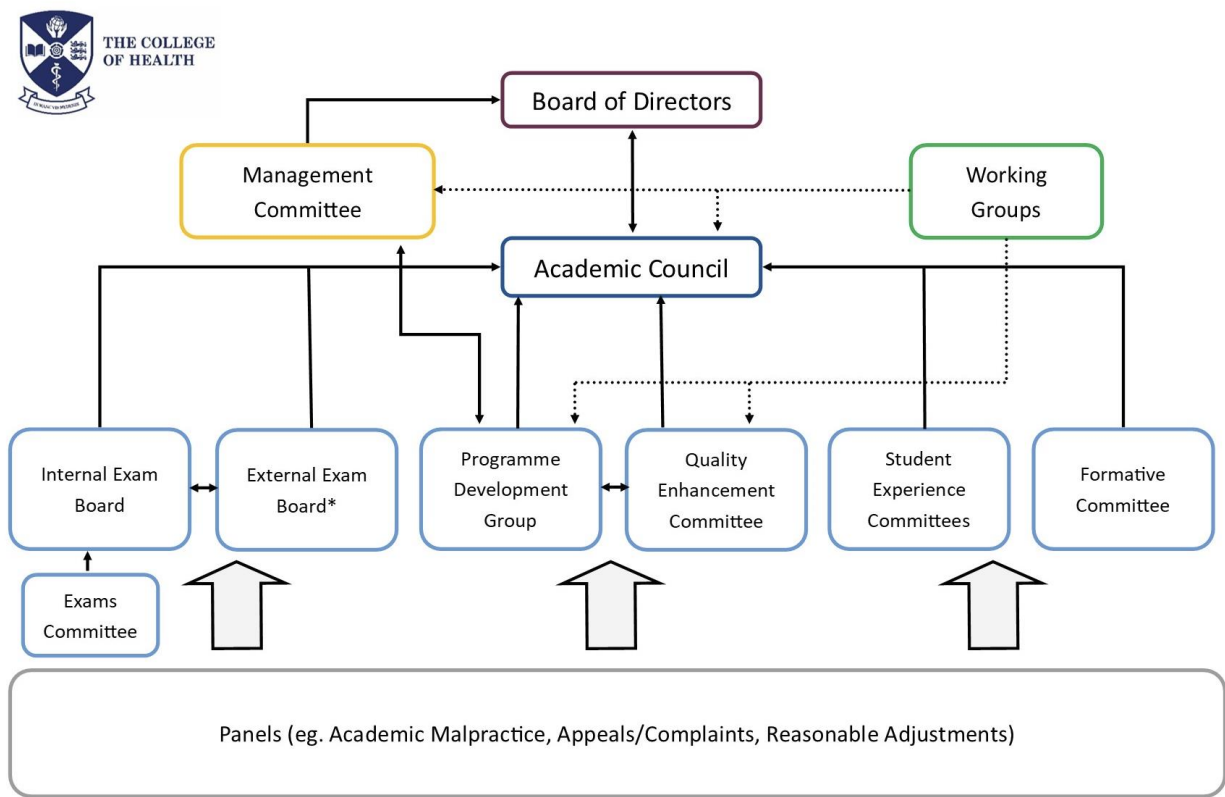 THE COLLEGE
OF HEALTH
Board of Directors
Management
Committee
Working
Groups
Academic Council
Internal Exam
Board
External Exam
Board*
Programme
Development
Group
Quality
Enhancement
Committee
Student
Experience
Committees
Formative
Committee
Exams
Committee
Panels (eg. Academic Malpractice, Appeals/Complaints, Reasonable Adjustments)